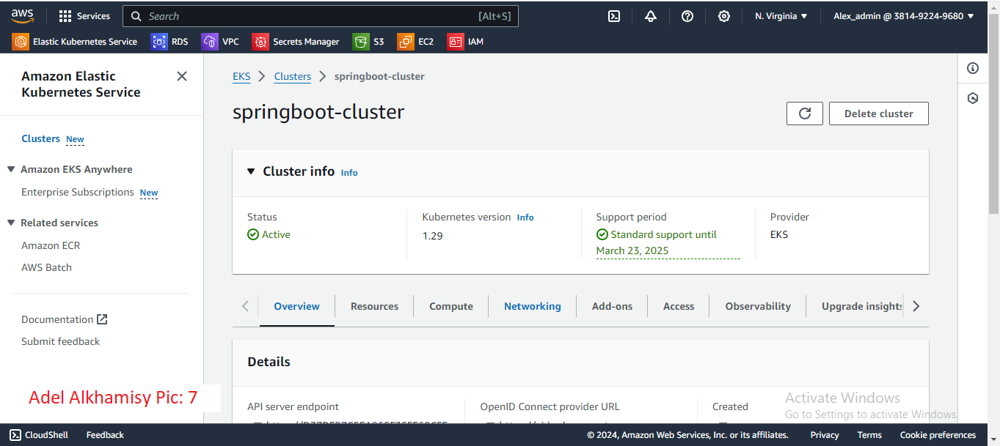 aws
Services
Search
[Alt+S]
N. Virginia
Alex_admin @ 3814-9224-9680
Elastic Kubernetes Service
RDS
VPC
Secrets Manager
S3
EC2
IAM
Amazon Elastic
Kubernetes Service
Clusters New
Amazon EKS Anywhere
Enterprise Subscriptions New
Related services
Amazon ECR
AWS Batch
Documentation
Submit feedback
Adel Alkhamisy Pic: 7
EKS
Clusters
springboot-cluster
springboot-cluster
Delete cluster
Cluster info Info
Status
Active
Kubernetes version Info
1.29
Support period
Standard support until
March 23, 2025
Provider
EKS
Overview
Resources
Compute
Networking
Add-ons
Access
Observability
Upgrade insights
Details
API server endpoint
OpenID Connect provider URL
Created
Activate Windows
Go to Settings to activate Windows.
CloudShell
Feedback
© 2024, Amazon Web Services, Inc. or its affiliates.
Privacy
Terms
Cookie preferences